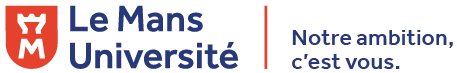 Le Mans
Université
Notre ambition,
c'est vous.